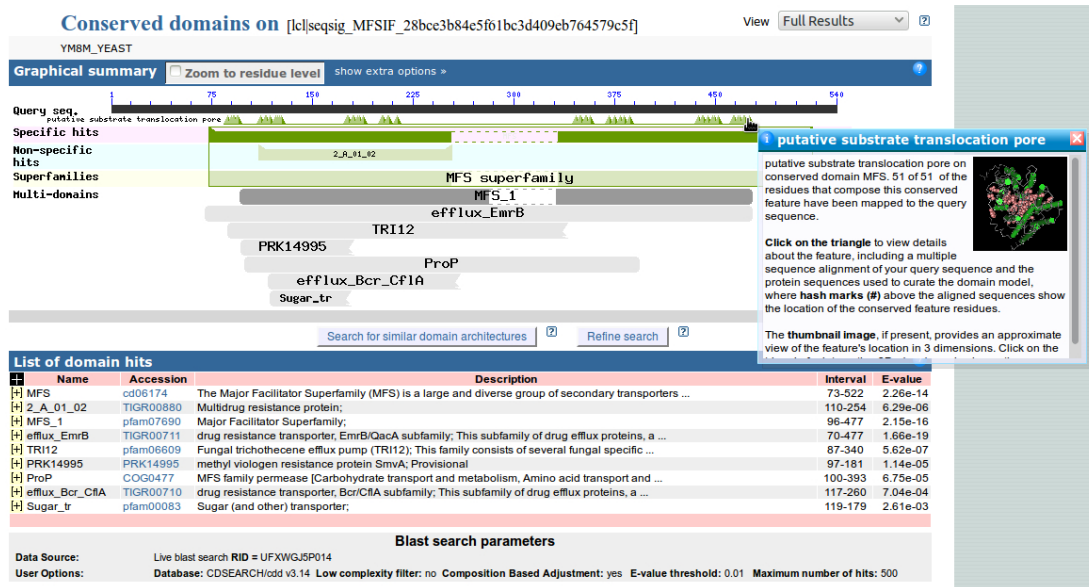 Conserved domains on [lcl|seqsig_MFSIF_28bce3b84e5f61bc3d409eb764579c5f]
View Full Results ?
YM8M_YEAST
Graphical summary Zoom to residue level show extra options » ?
1 75 150 225 300 375 450 540
Query seq.
putative substrate translocation pore
Specific hits
Non-specific hits
2_A_01_02
Superfamilies
MFS superfamily
Multi-domains
MFS_1
efflux_EmrB
TRI12
PRK14995
ProP
efflux_Bcr_CflA
Sugar_tr
i putative substrate translocation pore X
putative substrate translocation pore on
conserved domain MFS. 51 of 51 of the
residues that compose this conserved
feature have been mapped to the query
sequence.
Click on the triangle to view details
about the feature, including a multiple
sequence alignment of your query sequence and the
protein sequences used to curate the domain model,
where hash marks (#) above the aligned sequences show
the location of the conserved feature residues.
The thumbnail image, if present, provides an approximate
view of the feature's location in 3 dimensions. Click on the
Search for similar domain architectures ? Refine search ?
List of domain hits
+ Name Accession Description Interval E-value
[+] MFS cd06174 The Major Facilitator Superfamily (MFS) is a large and diverse group of secondary transporters ... 73-522 2.26e-14
[+] 2_A_01_02 TIGR00880 Multidrug resistance protein; 110-254 6.29e-06
[+] MFS_1 pfam07690 Major Facilitator Superfamily; 96-477 2.15e-16
[+] efflux_EmrB TIGR00711 drug resistance transporter, EmrB/QacA subfamily; This subfamily of drug efflux proteins, a ... 70-477 1.66e-19
[+] TRI12 pfam06609 Fungal trichothecene efflux pump (TRI12); This family consists of several fungal specific ... 87-340 5.62e-07
[+] PRK14995 PRK14995 methyl viologen resistance protein SmvA; Provisional 97-181 1.14e-05
[+] ProP COG0477 MFS family permease [Carbohydrate transport and metabolism, Amino acid transport and ... 100-393 6.75e-05
[+] efflux_Bcr_CflA TIGR00710 drug resistance transporter, Bcr/CflA subfamily; This subfamily of drug efflux proteins, a ... 117-260 7.04e-04
[+] Sugar_tr pfam00083 Sugar (and other) transporter; 119-179 2.61e-03
Blast search parameters
Data Source: Live blast search RID = UFXWGJ5P014
User Options: Database: CDSEARCH/cdd v3.14 Low complexity filter: no Composition Based Adjustment: yes E-value threshold: 0.01 Maximum number of hits: 500